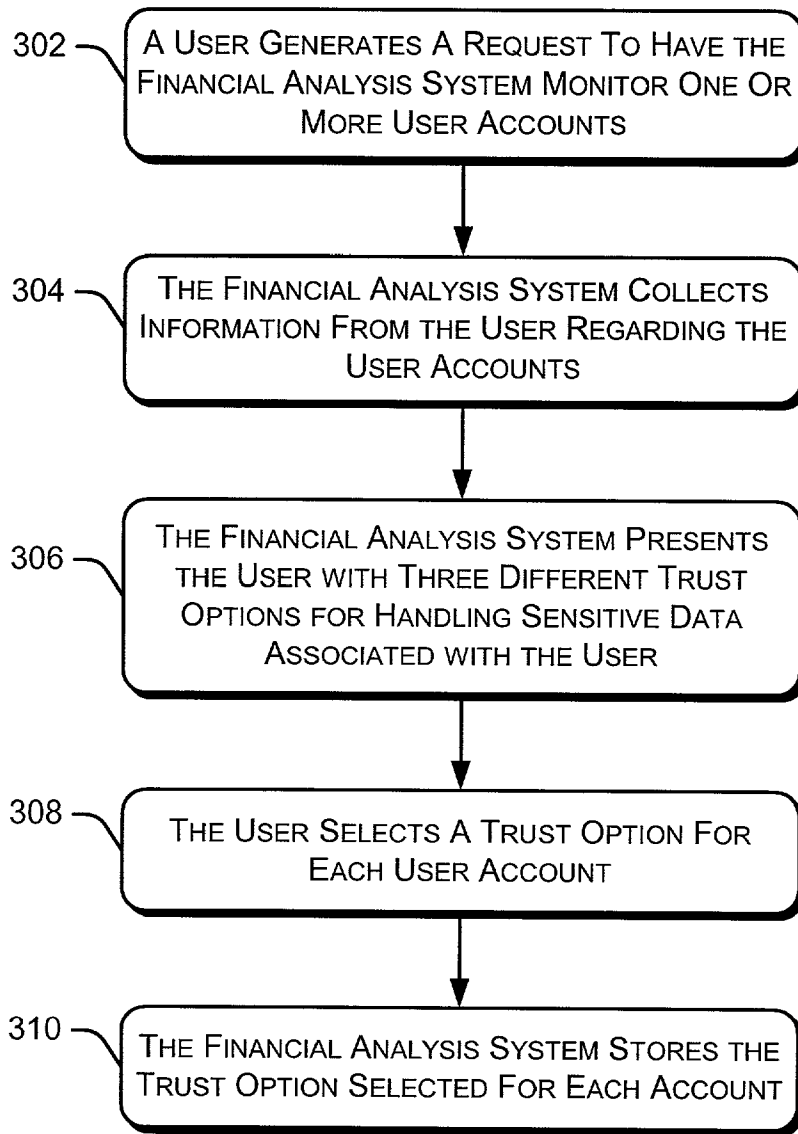 302
A USER GENERATES A REQUEST TO HAVE THE
FINANCIAL ANALYSIS SYSTEM MONITOR ONE OR
MORE USER ACCOUNTS
304
THE FINANCIAL ANALYSIS SYSTEM COLLECTS
INFORMATION FROM THE USER REGARDING THE
USER ACCOUNTS
306
THE FINANCIAL ANALYSIS SYSTEM PRESENTS
THE USER WITH THREE DIFFERENT TRUST
OPTIONS FOR HANDLING SENSITIVE DATA
ASSOCIATED WITH THE USER
308
THE USER SELECTS A TRUST OPTION FOR
EACH USER ACCOUNT
310
THE FINANCIAL ANALYSIS SYSTEM STORES THE
TRUST OPTION SELECTED FOR EACH ACCOUNT